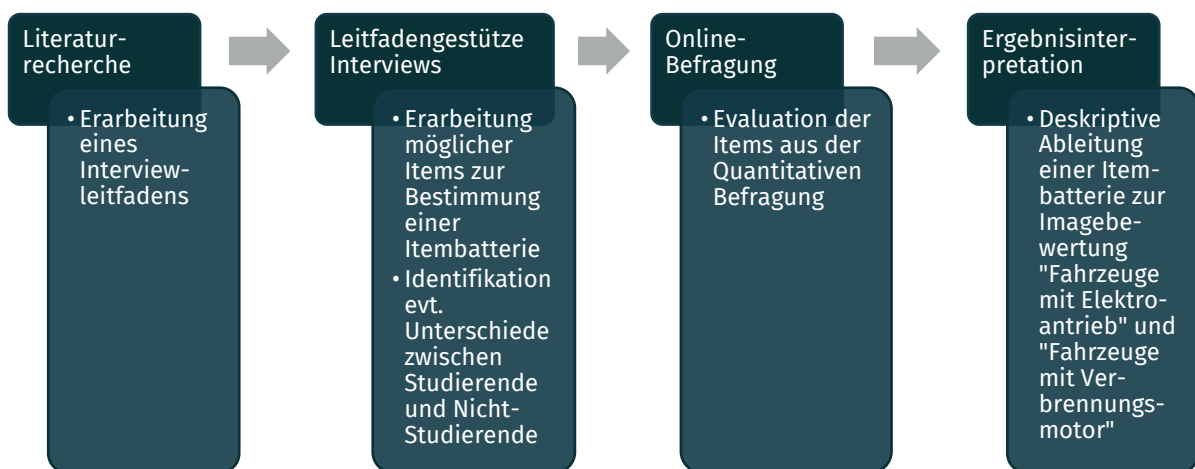 Literatur-
recherche
• Erarbeitung
eines
Interview-
leitfadens
Leitfadengestütze
Interviews
• Erarbeitung
möglicher
Items zur
Bestimmung
einer
Itembatterie
• Identifikation
evt.
Unterschiede
zwischen
Studierende
und Nicht-
Studierende
Online-
Befragung
• Evaluation der
Items aus der
Quantitativen
Befragung
Ergebnisinter-
pretation
• Deskriptive
Ableitung
einer Item-
batterie zur
Imagebe-
wertung
"Fahrzeuge
mit Elektro-
antrieb" und
"Fahrzeuge
mit Ver-
brennungs-
motor"